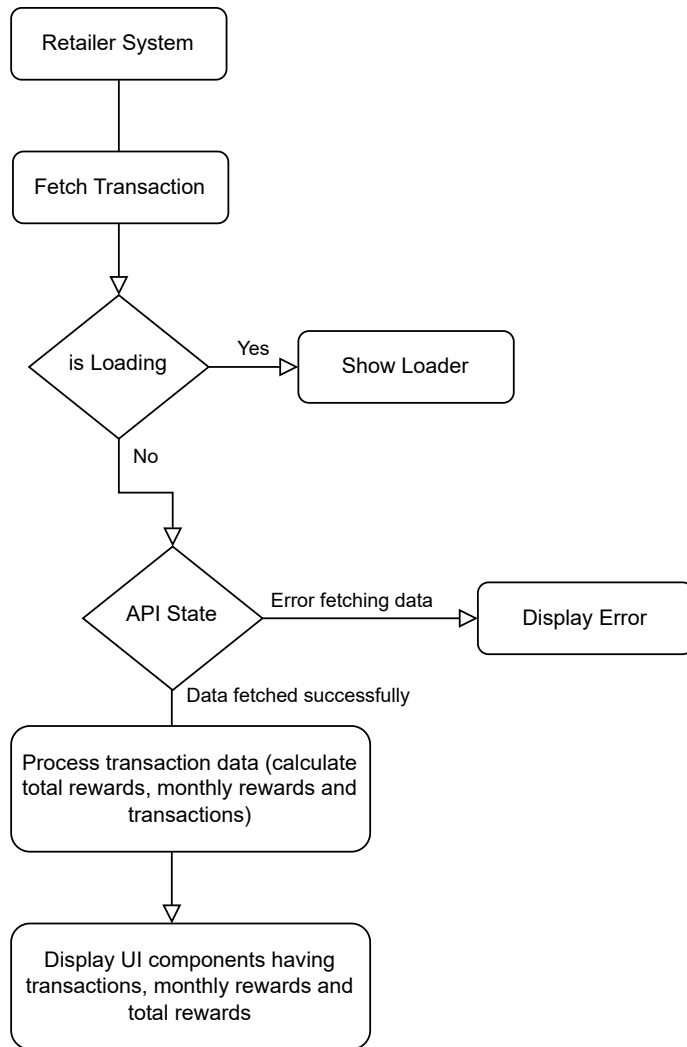 Retailer System
Fetch Transaction
is Loading
Yes
Show Loader
No
API State
Error fetching data
Display Error
Data fetched successfully
Process transaction data (calculate
total rewards, monthly rewards and
transactions)
Display UI components having
transactions, monthly rewards and
total rewards